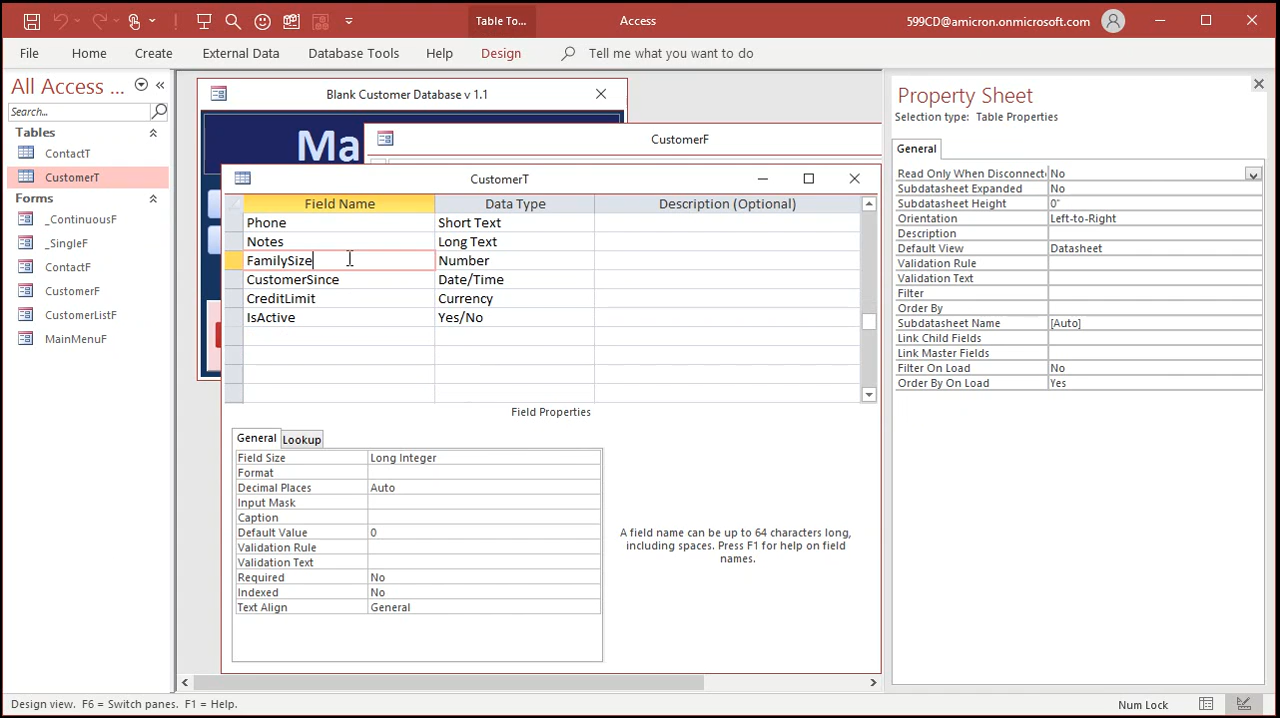 Table To...
Access
599CD@amicron.onmicrosoft.com
File
Home
Create
External Data
Database Tools
Help
Design
Tell me what you want to do
All Access ...
Search...
Tables
ContactT
CustomerT
Forms
_ContinuousF
_SingleF
ContactF
CustomerF
CustomerListF
MainMenuF
Blank Customer Database v 1.1
Ma
CustomerF
CustomerT
Field Name Data Type Description (Optional)
Phone Short Text
Notes Long Text
FamilySize Number
CustomerSince Date/Time
CreditLimit Currency
IsActive Yes/No
Field Properties
General Lookup
Field Size Long Integer
Format
Decimal Places Auto
Input Mask
Caption
Default Value 0
Validation Rule
Validation Text
Required No
Indexed No
Text Align General
A field name can be up to 64 characters long,
including spaces. Press F1 for help on field
names.
Property Sheet
Selection type: Table Properties
General
Read Only When Disconnect No
Subdatasheet Expanded No
Subdatasheet Height 0"
Orientation Left-to-Right
Description
Default View Datasheet
Validation Rule
Validation Text
Filter
Order By
Subdatasheet Name [Auto]
Link Child Fields
Link Master Fields
Filter On Load No
Order By On Load Yes
Design view. F6 = Switch panes. F1 = Help.
Num Lock